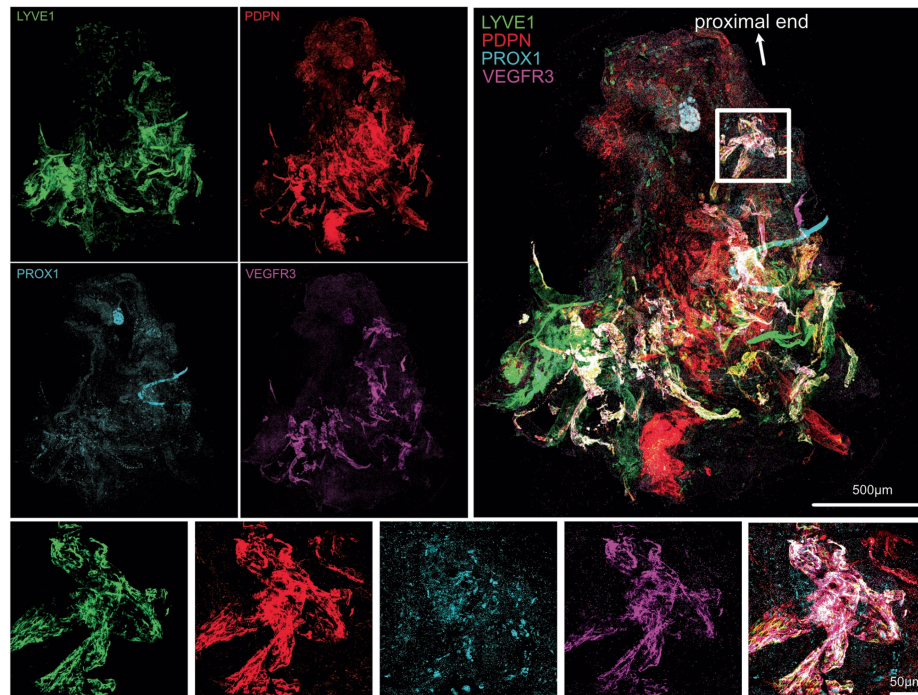 LYVE1
PDPN
PROX1
VEGFR3
LYVE1
PDPN
PROX1
VEGFR3
proximal end
500μm
50μm